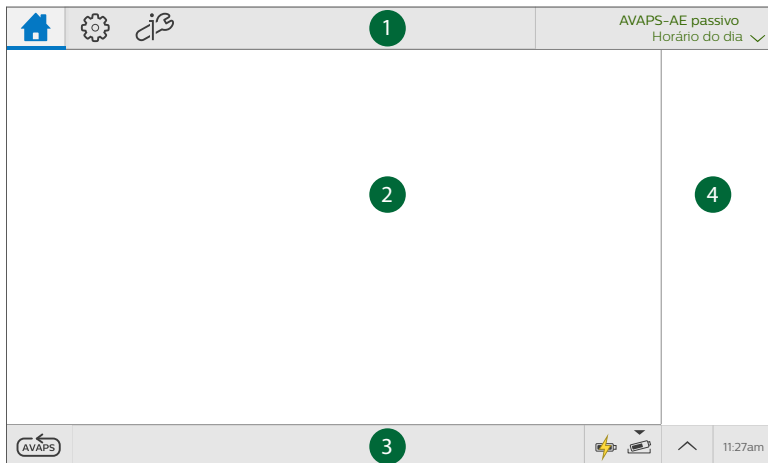 1
AVAPS-AE passivo
Horário do dia
2
4
AVAPS
3
11:27am